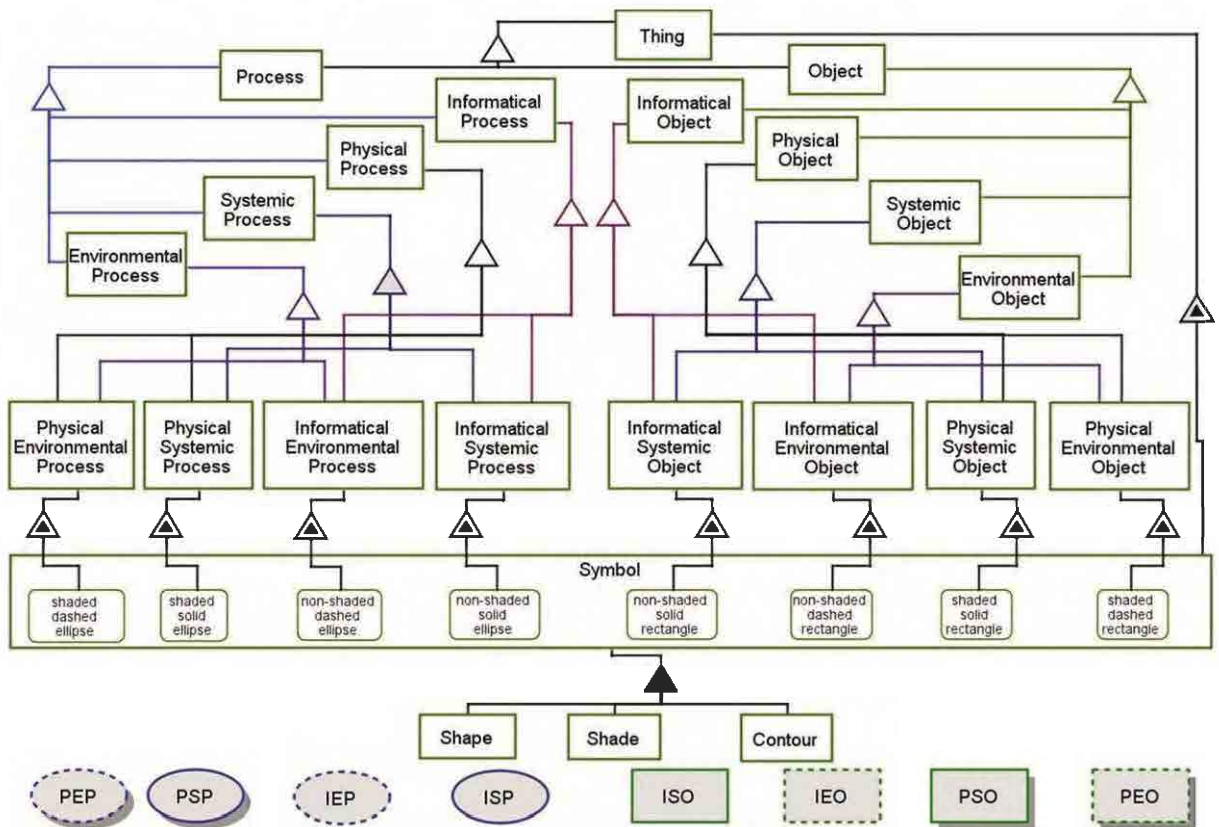 Thing
Process
Object
Informatical
Process
Informatical
Object
Physical
Process
Physical
Object
Systemic
Process
Systemic
Object
Environmental
Process
Environmental
Object
Physical
Environmental
Process
Physical
Systemic
Process
Informatical
Environmental
Process
Informatical
Systemic
Process
Informatical
Systemic
Object
Informatical
Environmental
Object
Physical
Systemic
Object
Physical
Environmental
Object
Symbol
shaded
dashed
ellipse
shaded
solid
ellipse
non-shaded
dashed
ellipse
non-shaded
solid
ellipse
non-shaded
solid
rectangle
non-shaded
dashed
rectangle
shaded
solid
rectangle
shaded
dashed
rectangle
Shape
Shade
Contour
PEP
PSP
IEP
ISP
ISO
IEO
PSO
PEO